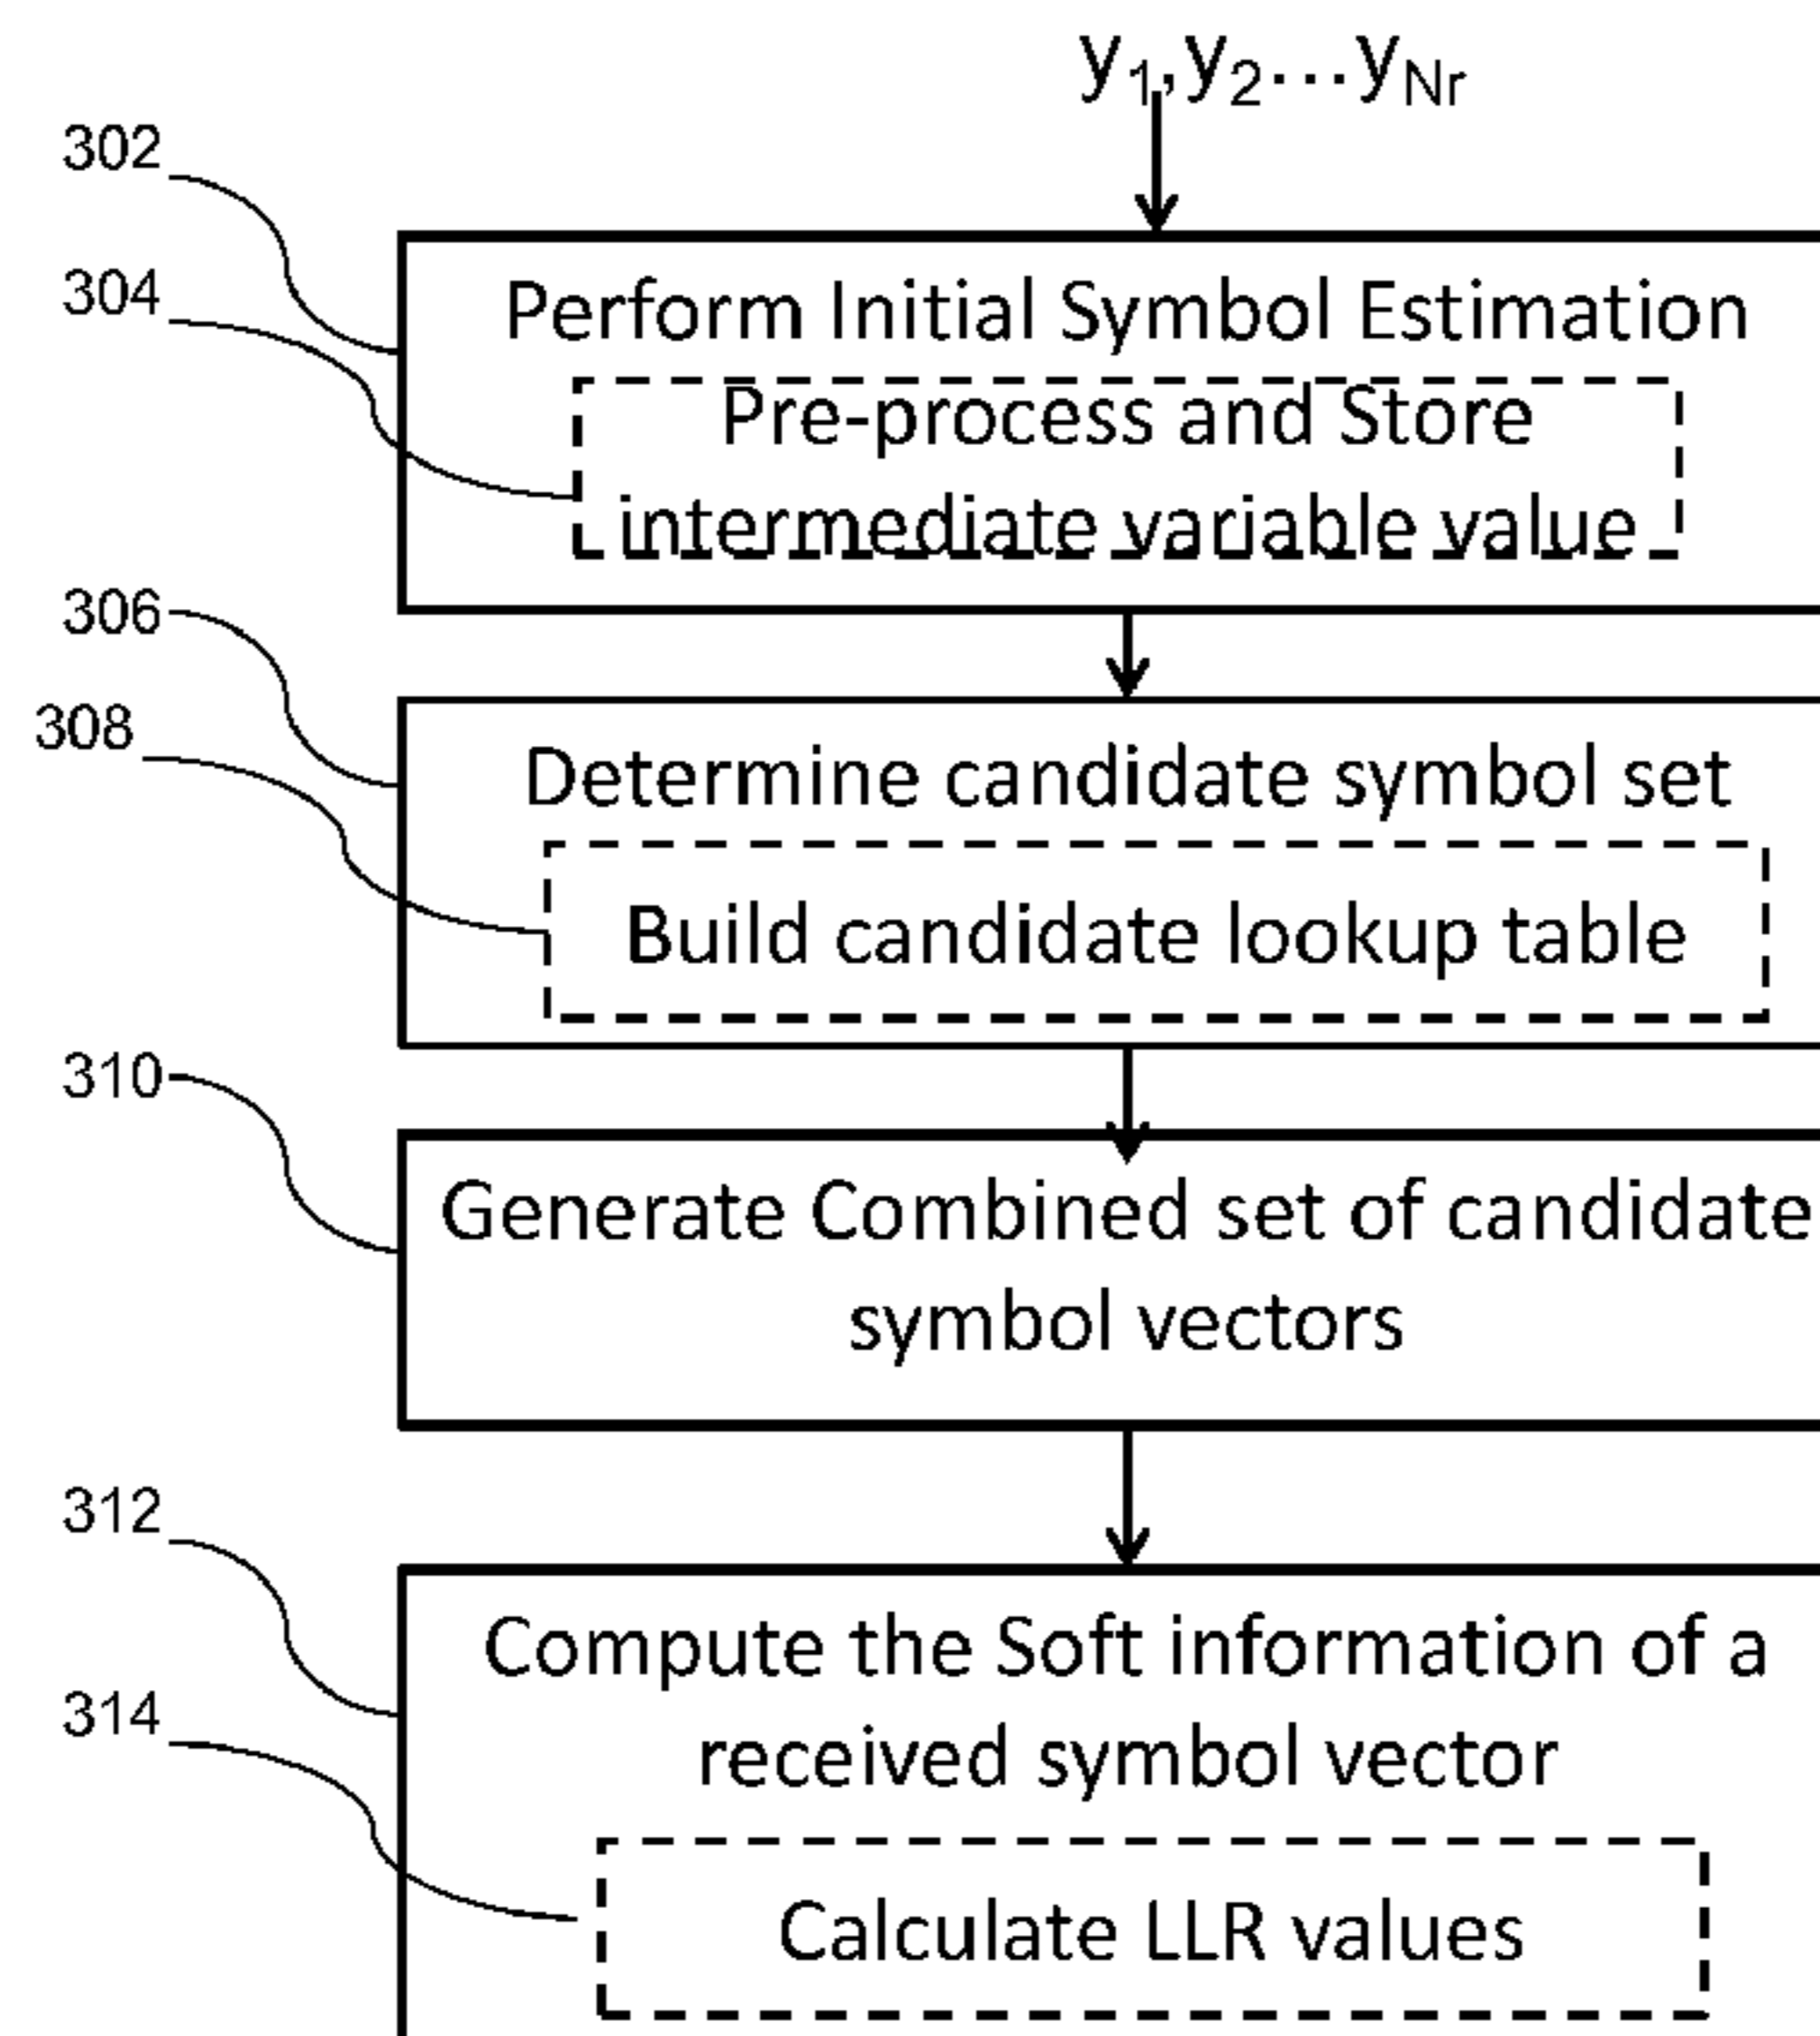 y1,y2...yNr
302
Perform Initial Symbol Estimation
304
Pre-process and Store
intermediate variable value
306
Determine candidate symbol set
308
Build candidate lookup table
310
Generate Combined set of candidate
symbol vectors
312
Compute the Soft information of a
received symbol vector
314
Calculate LLR values